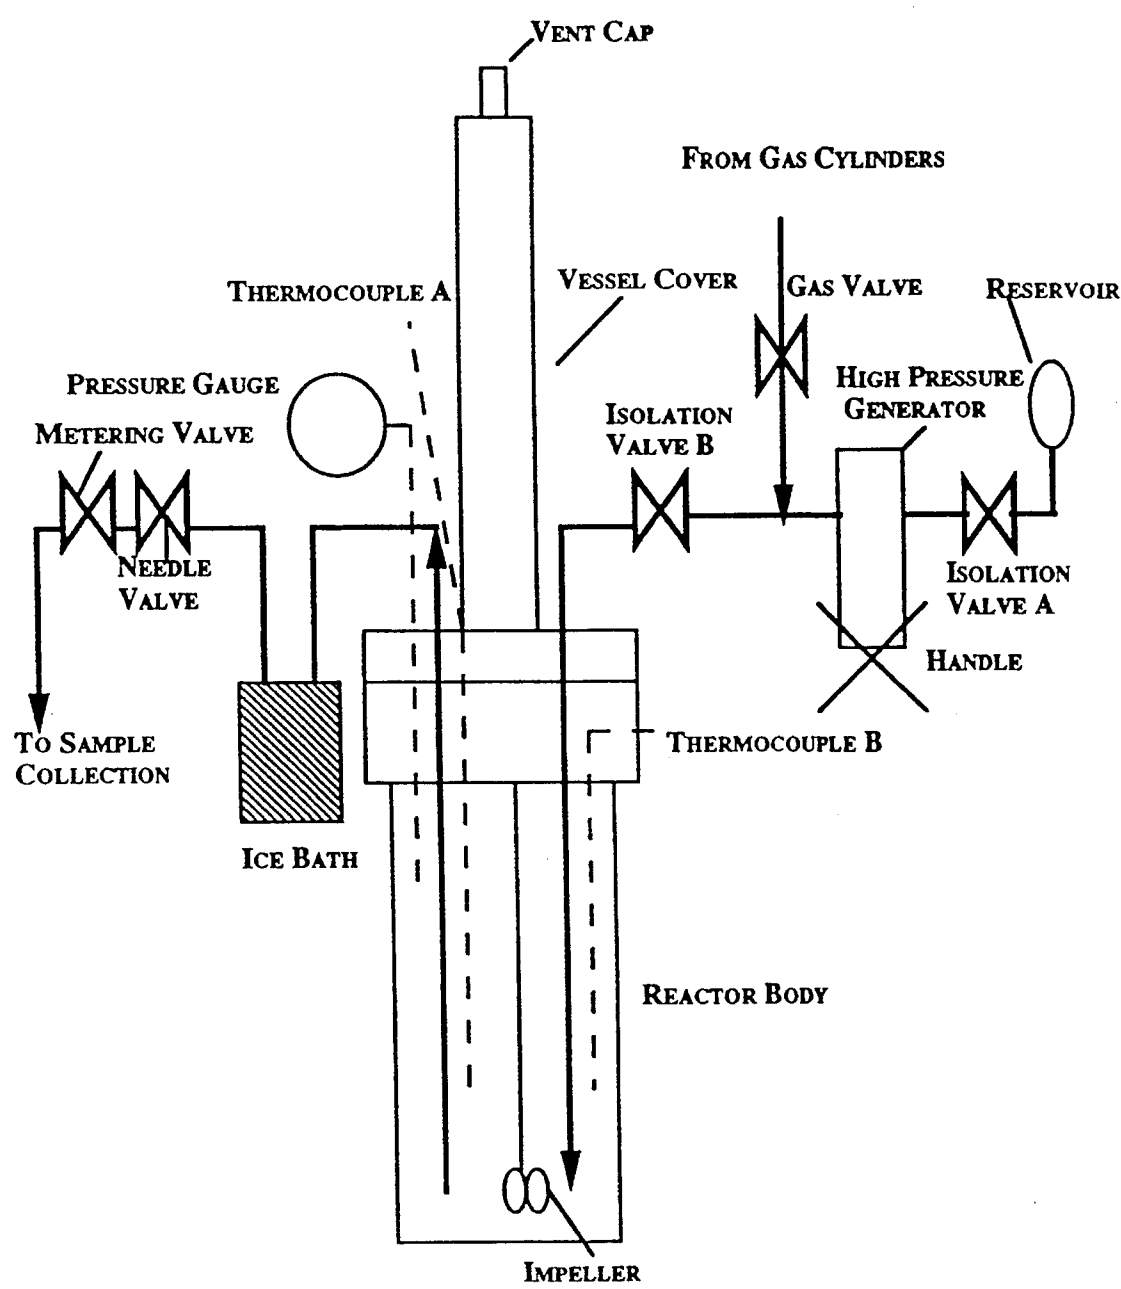 VENT CAP
FROM GAS CYLINDERS
VESSEL COVER
GAS VALVE
RESERVOIR
THERMOCOUPLE A
PRESSURE GAUGE
HIGH PRESSURE
GENERATOR
ISOLATION
VALVE B
METERING VALVE
NEEDLE
VALVE
ISOLATION
VALVE A
HANDLE
TO SAMPLE
COLLECTION
THERMOCOUPLE B
ICE BATH
REACTOR BODY
IMPELLER